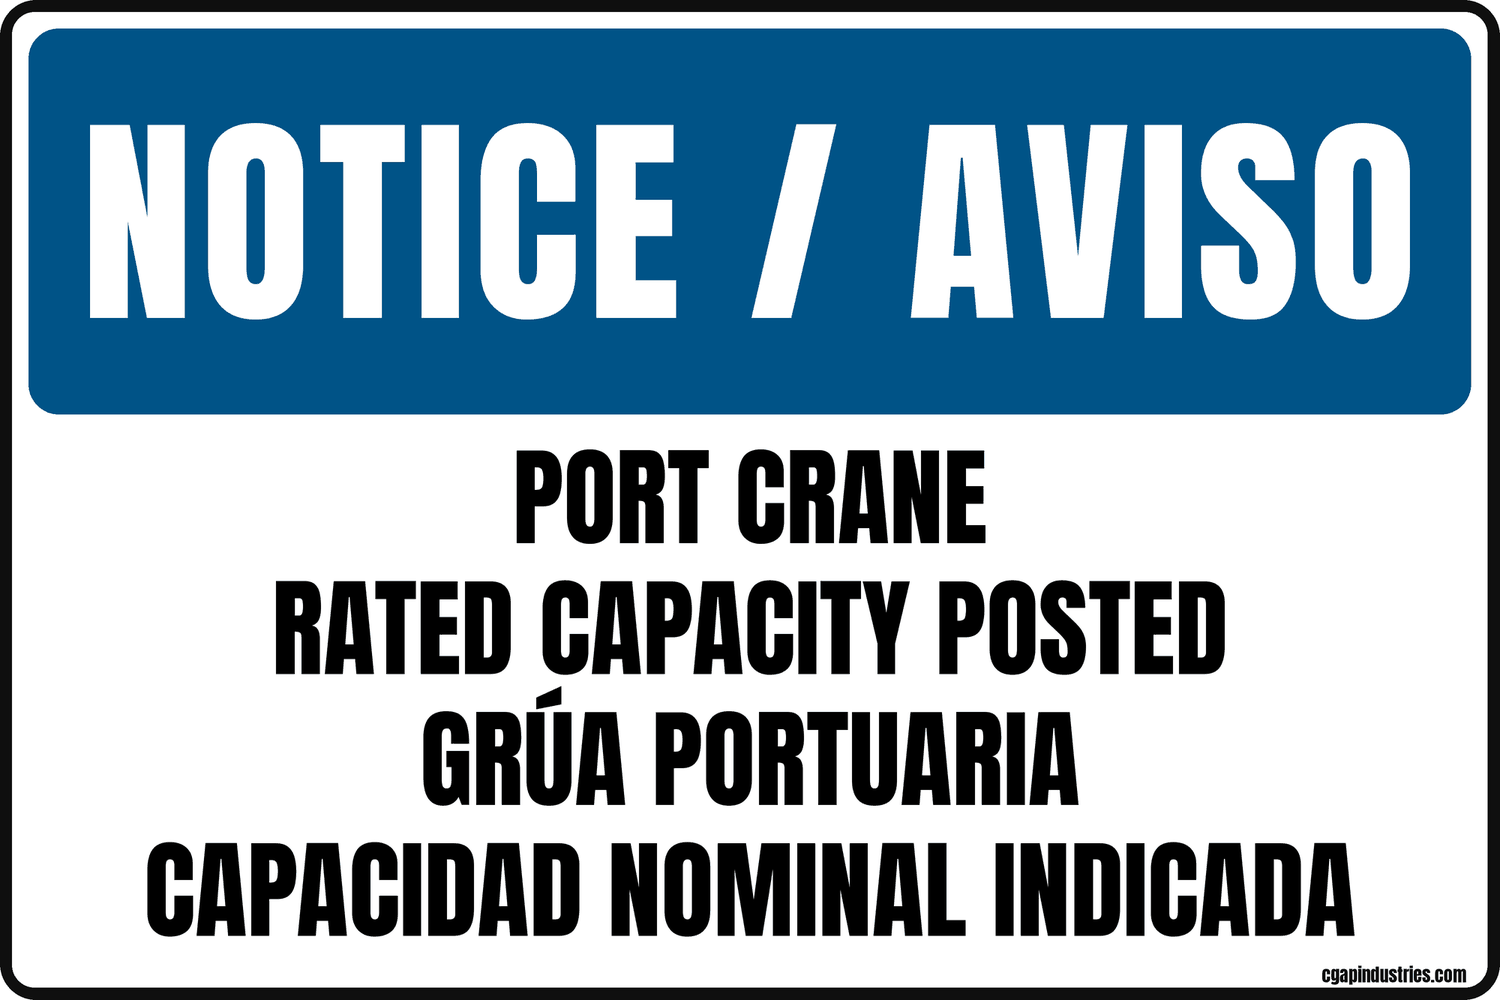 NOTICE / AVISO
PORT CRANE
RATED CAPACITY POSTED
GRÚA PORTUARIA
CAPACIDAD NOMINAL INDICADA
cgapindustries.com